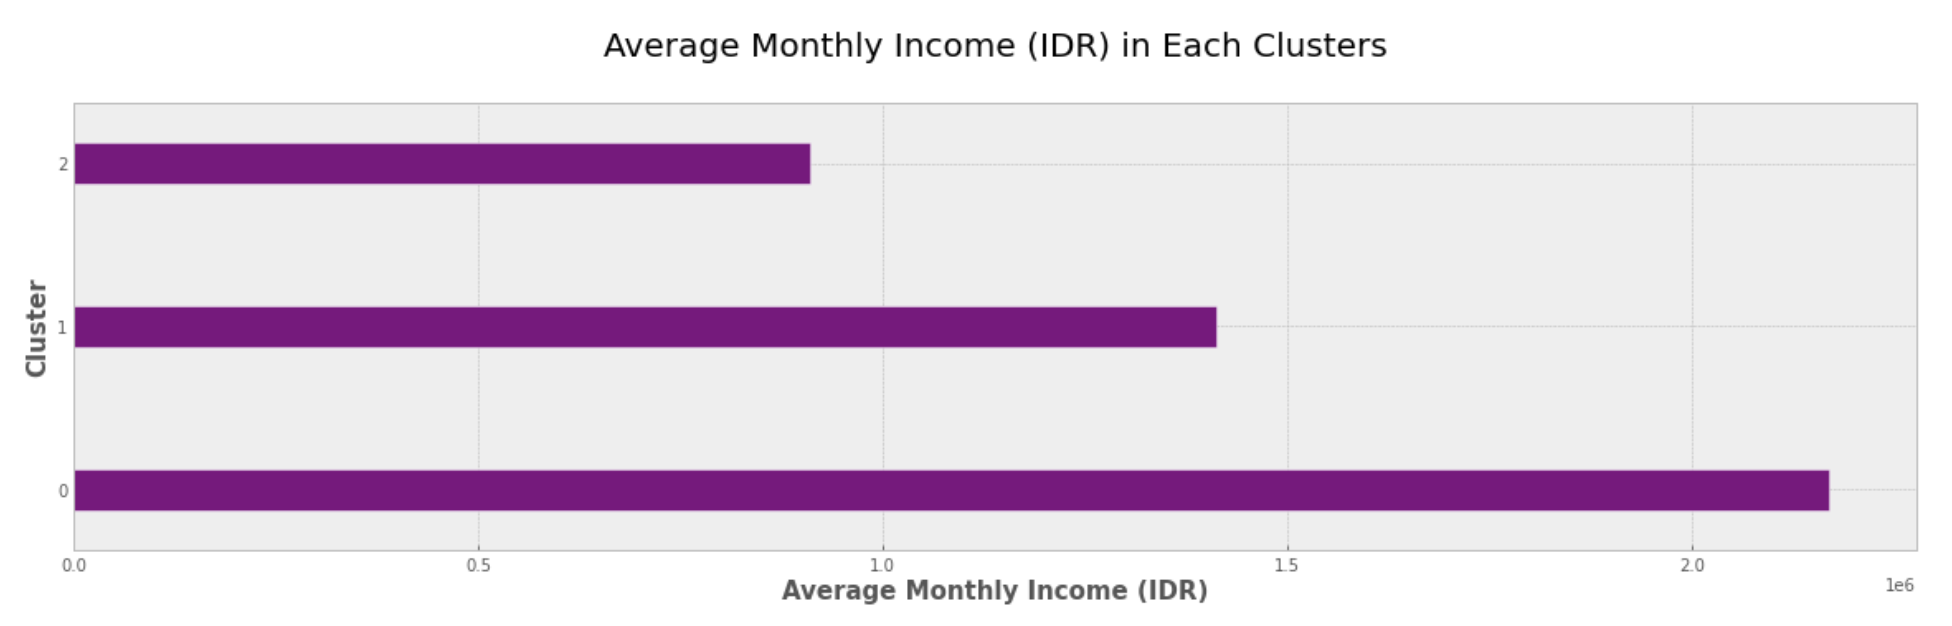 Average Monthly Income (IDR) in Each Clusters
Cluster
2
1
0
0.0 0.5 1.0 1.5 2.0
1e6
Average Monthly Income (IDR)